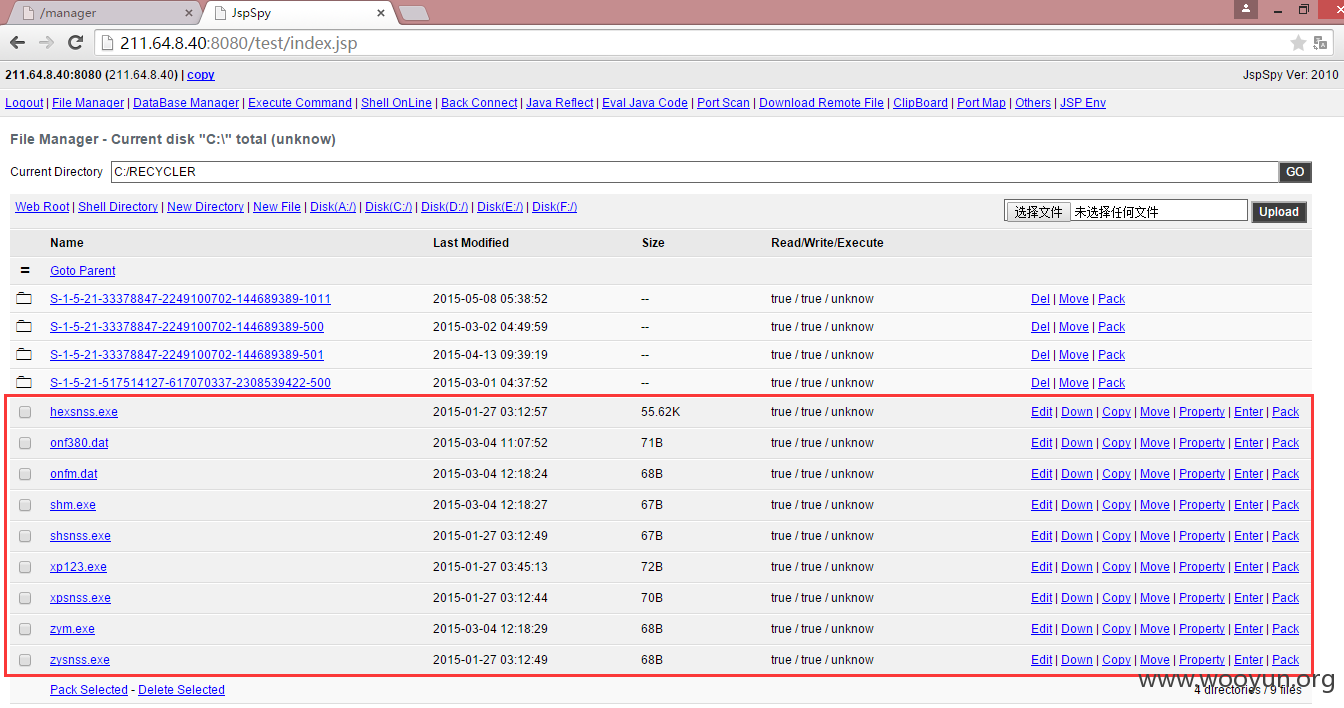 /manager × JspSpy ×
211.64.8.40:8080/test/index.jsp
211.64.8.40:8080 (211.64.8.40) | copy JspSpy Ver: 2010
Logout | File Manager | DataBase Manager | Execute Command | Shell OnLine | Back Connect | Java Reflect | Eval Java Code | Port Scan | Download Remote File | ClipBoard | Port Map | Others | JSP Env
File Manager - Current disk "C:\" total (unknow)
Current Directory C:/RECYCLER GO
Web Root | Shell Directory | New Directory | New File | Disk(A:/) | Disk(C:/) | Disk(D:/) | Disk(E:/) | Disk(F:/) 选择文件 未选择任何文件 Upload
Name Last Modified Size Read/Write/Execute
= Goto Parent
S-1-5-21-33378847-2249100702-144689389-1011 2015-05-08 05:38:52 -- true / true / unknow Del | Move | Pack
S-1-5-21-33378847-2249100702-144689389-500 2015-03-02 04:49:59 -- true / true / unknow Del | Move | Pack
S-1-5-21-33378847-2249100702-144689389-501 2015-04-13 09:39:19 -- true / true / unknow Del | Move | Pack
S-1-5-21-517514127-617070337-2308539422-500 2015-03-01 04:37:52 -- true / true / unknow Del | Move | Pack
hexsnss.exe 2015-01-27 03:12:57 55.62K true / true / unknow Edit | Down | Copy | Move | Property | Enter | Pack
onf380.dat 2015-03-04 11:07:52 71B true / true / unknow Edit | Down | Copy | Move | Property | Enter | Pack
onfm.dat 2015-03-04 12:18:24 68B true / true / unknow Edit | Down | Copy | Move | Property | Enter | Pack
shm.exe 2015-03-04 12:18:27 67B true / true / unknow Edit | Down | Copy | Move | Property | Enter | Pack
shsnss.exe 2015-01-27 03:12:49 67B true / true / unknow Edit | Down | Copy | Move | Property | Enter | Pack
xp123.exe 2015-01-27 03:45:13 72B true / true / unknow Edit | Down | Copy | Move | Property | Enter | Pack
xpsnss.exe 2015-01-27 03:12:44 70B true / true / unknow Edit | Down | Copy | Move | Property | Enter | Pack
zym.exe 2015-03-04 12:18:29 68B true / true / unknow Edit | Down | Copy | Move | Property | Enter | Pack
zysnss.exe 2015-01-27 03:12:49 68B true / true / unknow Edit | Down | Copy | Move | Property | Enter | Pack
Pack Selected - Delete Selected 4 directories / 9 files
www.wooyun.org